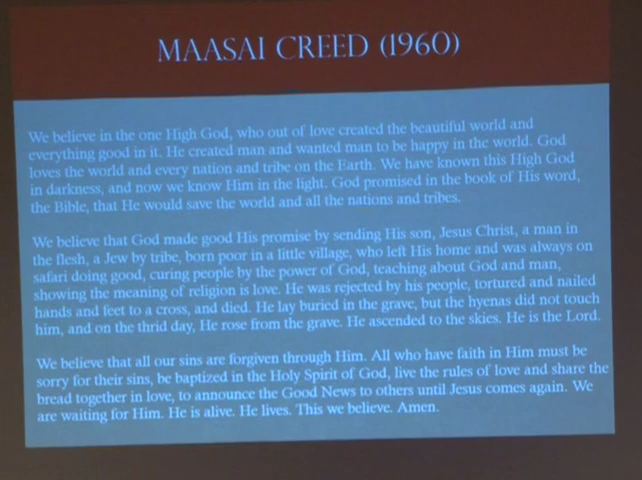 MAASAI CREED (1960)
We believe in the one High God, who out of love created the beautiful world and
everything good in it. He created man and wanted man to be happy in the world. God
loves the world and every nation and tribe on the Earth. We have known this High God
in darkness, and now we know Him in the light. God promised in the book of His word,
the Bible, that He would save the world and all the nations and tribes.
We believe that God made good His promise by sending His son, Jesus Christ, a man in
the flesh, a Jew by tribe, born poor in a little village, who left His home and was always on
safari doing good, curing people by the power of God, teaching about God and man,
showing the meaning of religion is love. He was rejected by his people, tortured and nailed
hands and feet to a cross, and died. He lay buried in the grave, but the hyenas did not touch
him, and on the thrid day, He rose from the grave. He ascended to the skies. He is the Lord.
We believe that all our sins are forgiven through Him. All who have faith in Him must be
sorry for their sins, be baptized in the Holy Spirit of God, live the rules of love and share the
bread together in love, to announce the Good News to others until Jesus comes again. We
are waiting for Him. He is alive. He lives. This we believe. Amen.